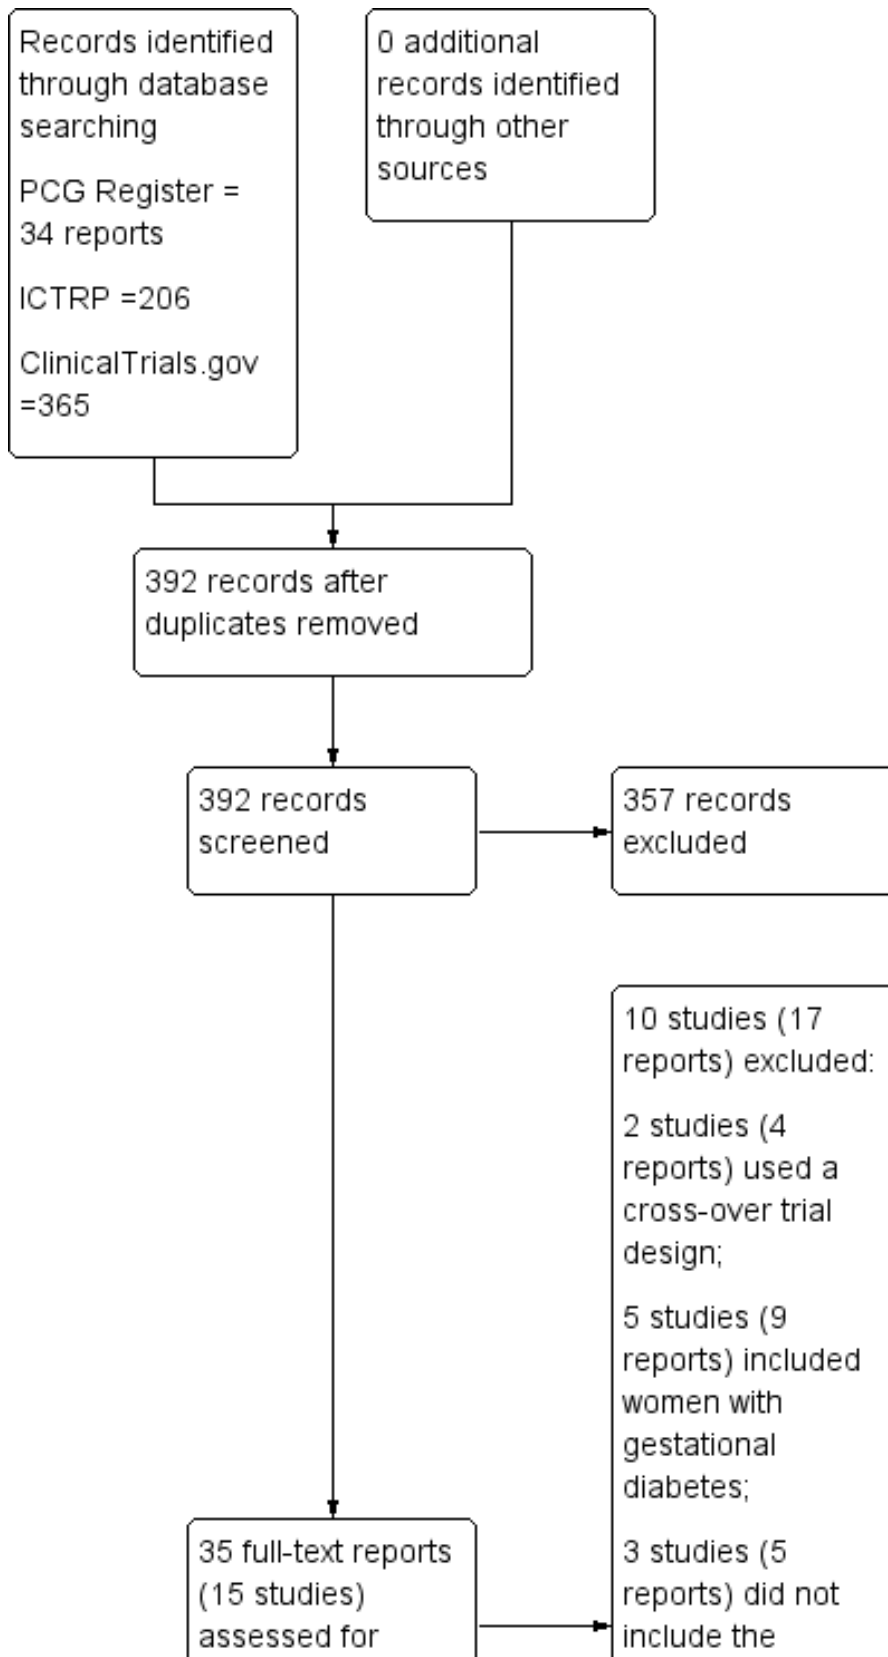 Records identified
through database
searching
PCG Register =
34 reports
ICTRP =206
ClinicalTrials.gov
=365
0 additional
records identified
through other
sources
392 records after
duplicates removed
392 records
screened
357 records
excluded
10 studies (17
reports) excluded:
2 studies (4
reports) used a
cross-over trial
design;
5 studies (9
reports) included
women with
gestational
diabetes;
3 studies (5
reports) did not
include the
35 full-text reports
(15 studies)
assessed for